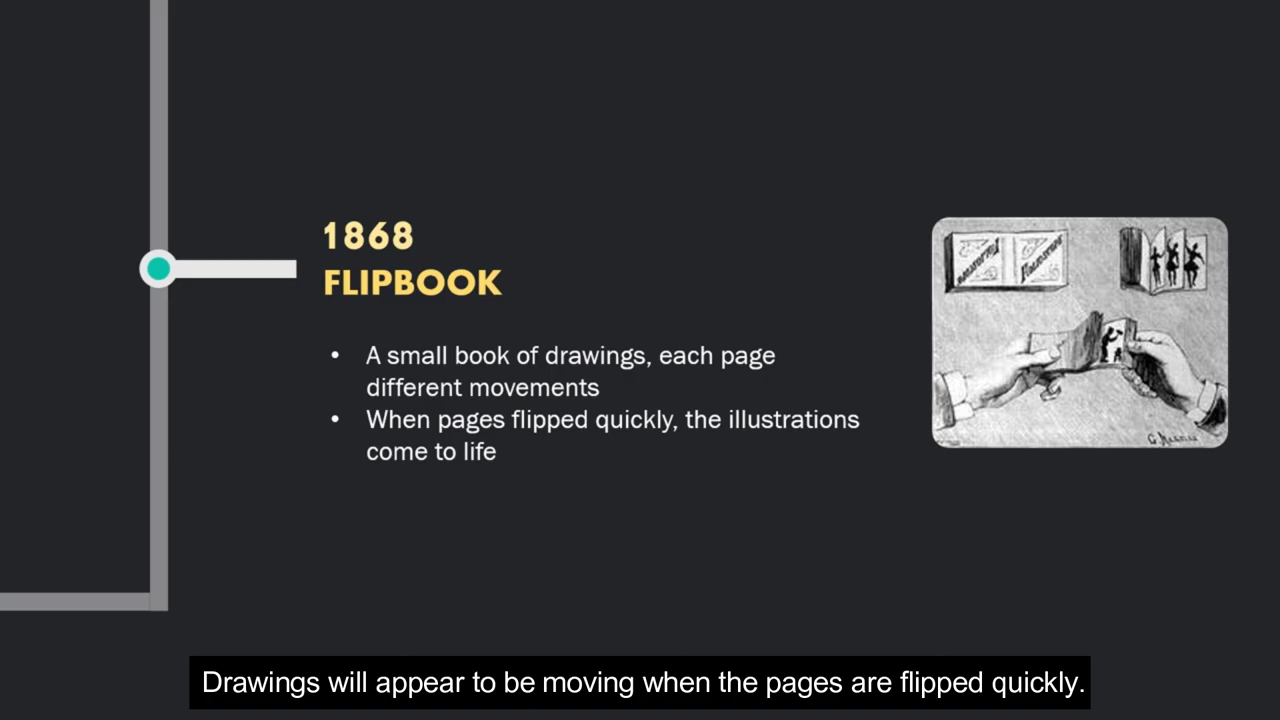 1868
FLIPBOOK
• A small book of drawings, each page
different movements
• When pages flipped quickly, the illustrations
come to life
Drawings will appear to be moving when the pages are flipped quickly.